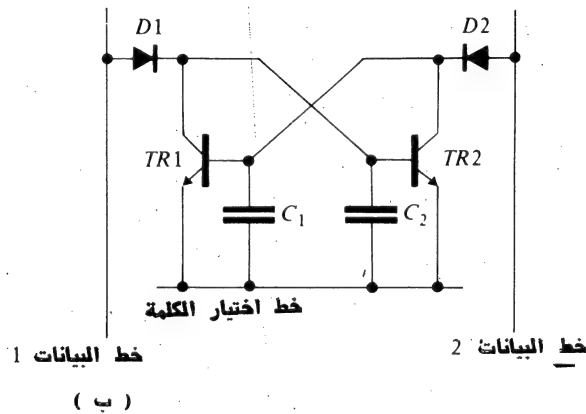 D1
D2
TR1
TR2
C1
C2
خط اختيار الكلمة
خط البيانات 1
خط البيانات 2
( ب )